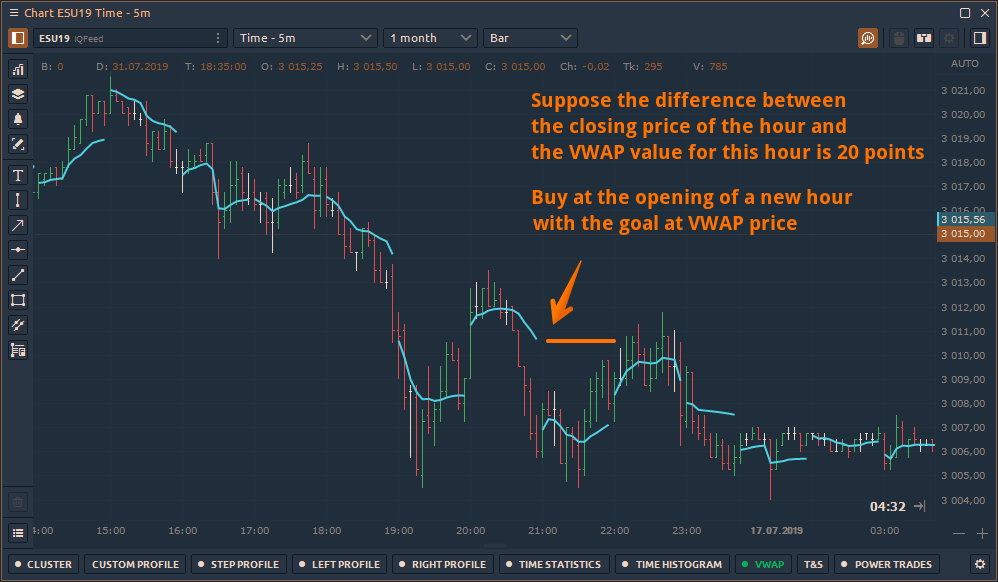 Chart ESU19 Time - 5m
ESU19 IQFeed
Time - 5m
1 month
Bar
B: 0 D: 31.07.2019 T: 18:35:00 O: 3 015,25 H: 3 015,50 L: 3 015,00 C: 3 015,00 Ch: -0,02 Tk: 295 V: 785
AUTO
Suppose the difference between
the closing price of the hour and
the VWAP value for this hour is 20 points
Buy at the opening of a new hour
with the goal at VWAP price
3 021,00
3 020,00
3 019,00
3 018,00
3 017,00
3 016,00
3 015,56
3 015,00
3 014,00
3 013,00
3 012,00
3 011,00
3 010,00
3 009,00
3 008,00
3 007,00
3 006,00
3 005,00
3 004,00
04:32
4:00 15:00 16:00 17:00 18:00 19:00 20:00 21:00 22:00 23:00 17.07.2019 03:00
CLUSTER CUSTOM PROFILE STEP PROFILE LEFT PROFILE RIGHT PROFILE TIME STATISTICS TIME HISTOGRAM VWAP T&S POWER TRADES